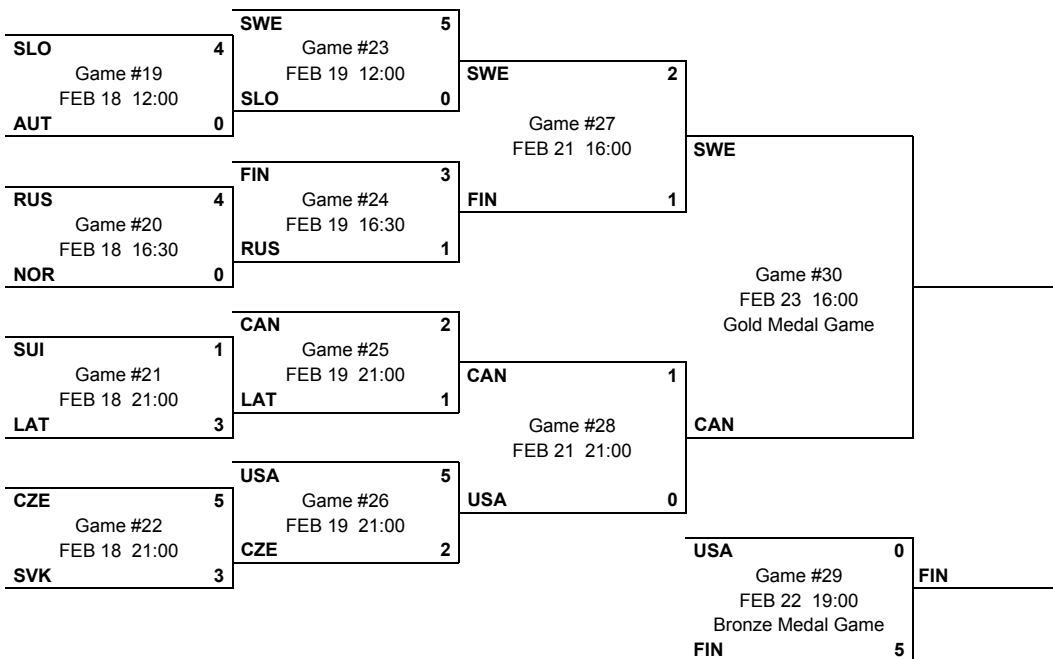 SLO 4
Game #19
FEB 18 12:00
AUT 0
RUS 4
Game #20
FEB 18 16:30
NOR 0
SUI 1
Game #21
FEB 18 21:00
LAT 3
CZE 5
Game #22
FEB 18 21:00
SVK 3
SWE 5
Game #23
FEB 19 12:00
SLO 0
FIN 3
Game #24
FEB 19 16:30
RUS 1
CAN 2
Game #25
FEB 19 21:00
LAT 1
USA 5
Game #26
FEB 19 21:00
CZE 2
SWE 2
Game #27
FEB 21 16:00
FIN 1
CAN 1
Game #28
FEB 21 21:00
USA 0
SWE
Game #30
FEB 23 16:00
Gold Medal Game
CAN
USA 0
Game #29
FEB 22 19:00
Bronze Medal Game
FIN 5
FIN